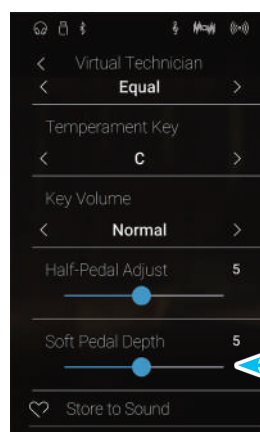 Virtual Technician
Equal
Temperament Key
C
Key Volume
Normal
Half-Pedal Adjust 5
Soft Pedal Depth 5
Store to Sound